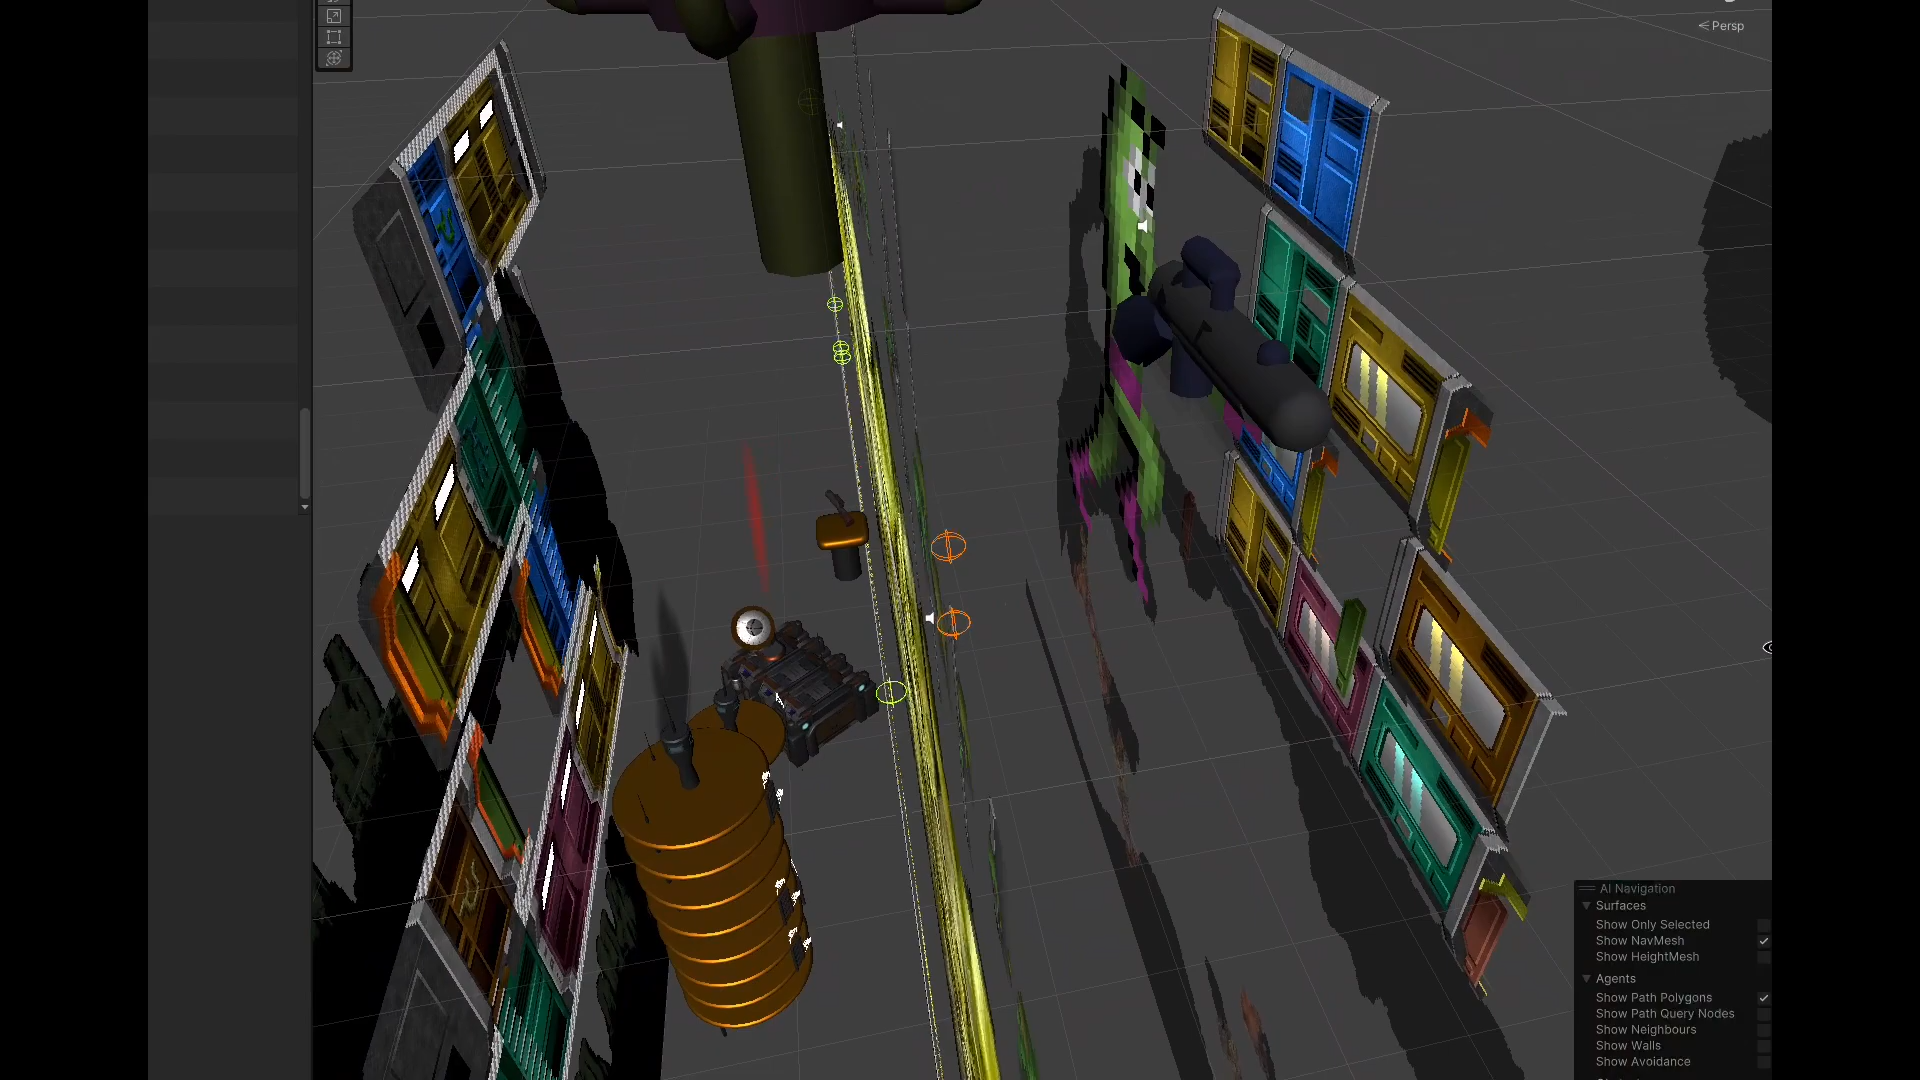 Persp
AI Navigation
Surfaces
Show Only Selected
Show NavMesh
Show HeightMesh
Agents
Show Path Polygons
Show Path Query Nodes
Show Neighbours
Show Walls
Show Avoidance